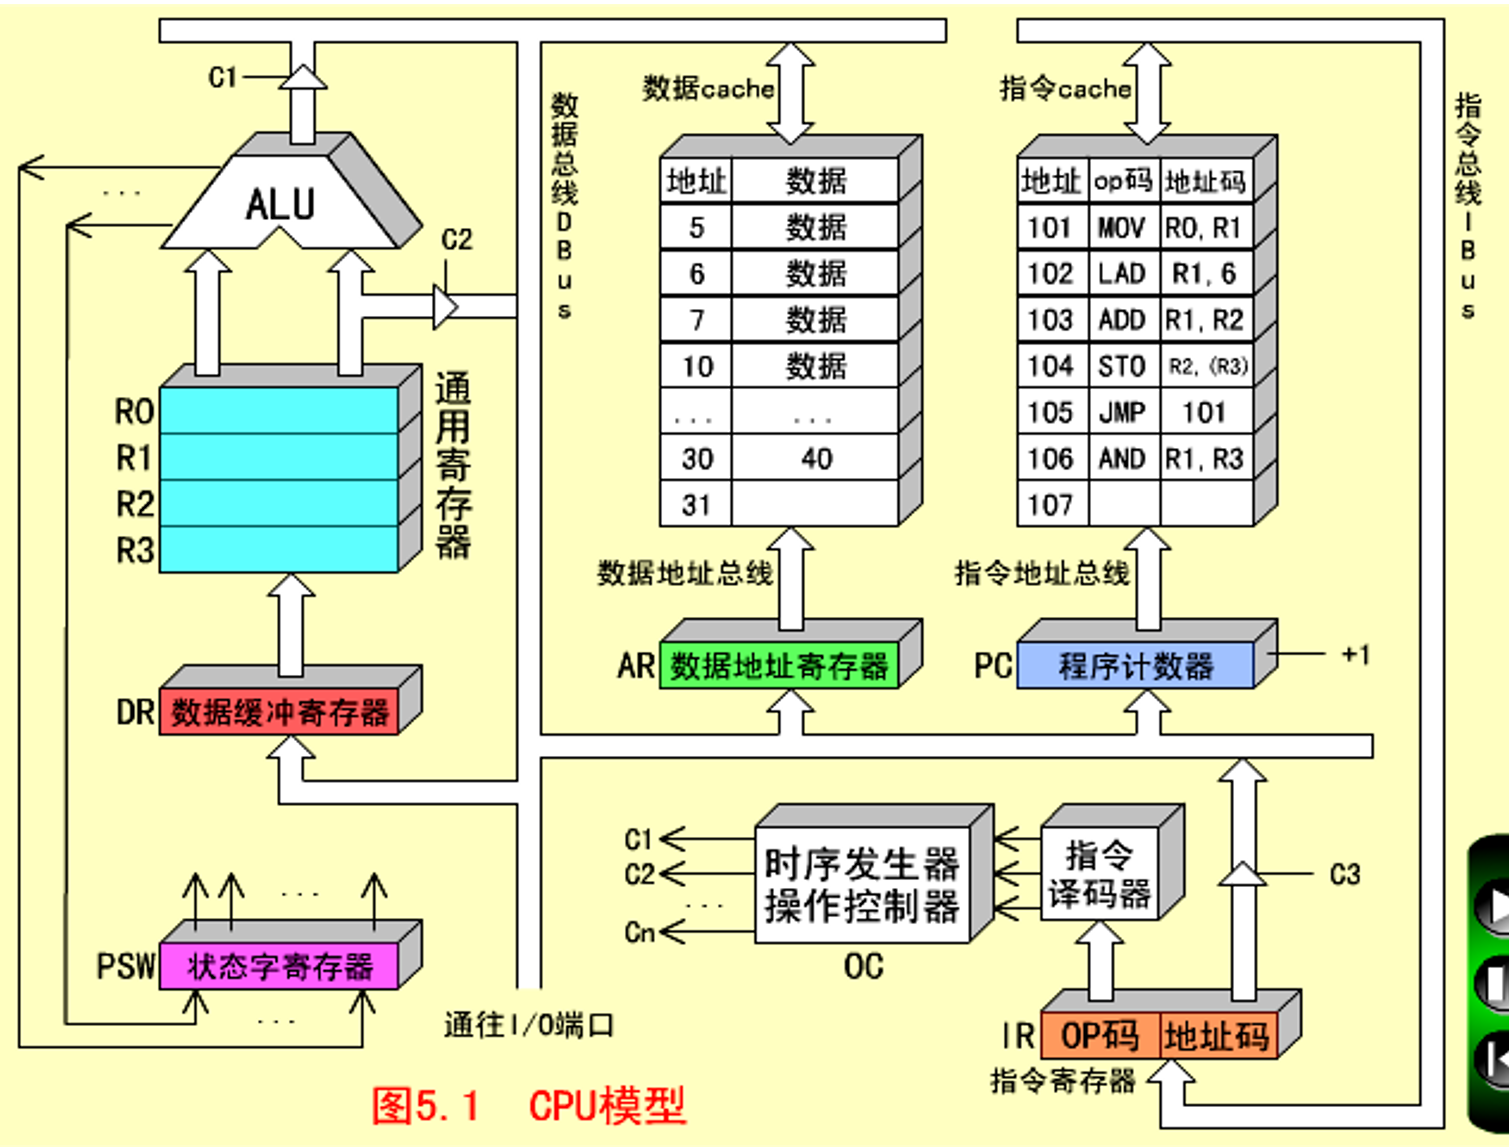 C1
数据总线DBus
数据cache
指令cache
指令总线IBus
ALU
C2
地址 数据
5 数据
6 数据
7 数据
10 数据
... ...
30 40
31
地址 op码 地址码
101 MOV R0, R1
102 LAD R1, 6
103 ADD R1, R2
104 STO R2, (R3)
105 JMP 101
106 AND R1, R3
107
R0
R1
R2
R3
通用寄存器
数据地址总线
指令地址总线
AR 数据地址寄存器
PC 程序计数器
+1
DR 数据缓冲寄存器
C1
C2
...
Cn
时序发生器
操作控制器
OC
指令
译码器
C3
...
...
PSW 状态字寄存器
...
通往I/O端口
IR OP码 地址码
指令寄存器
图5.1 CPU模型